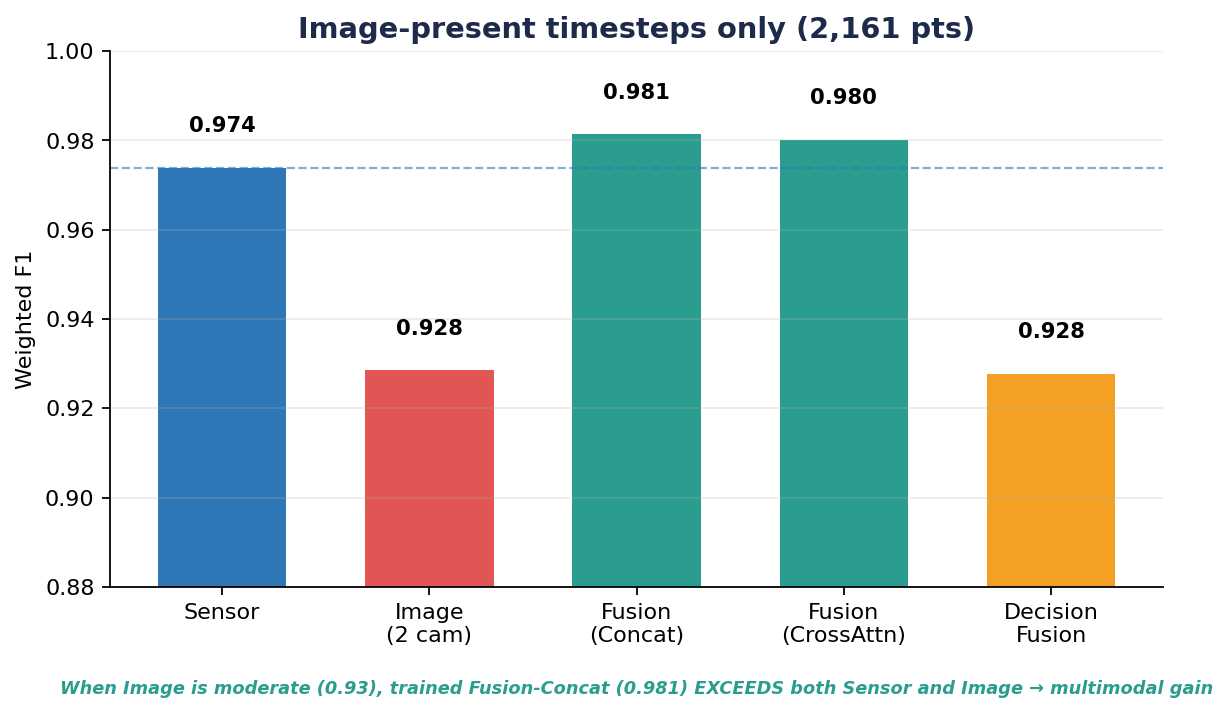 Image-present timesteps only (2,161 pts)
Weighted F1
1.00
0.98
0.96
0.94
0.92
0.90
0.88
0.974
0.928
0.981
0.980
0.928
Sensor
Image
(2 cam)
Fusion
(Concat)
Fusion
(CrossAttn)
Decision
Fusion
When Image is moderate (0.93), trained Fusion-Concat (0.981) EXCEEDS both Sensor and Image → multimodal gain